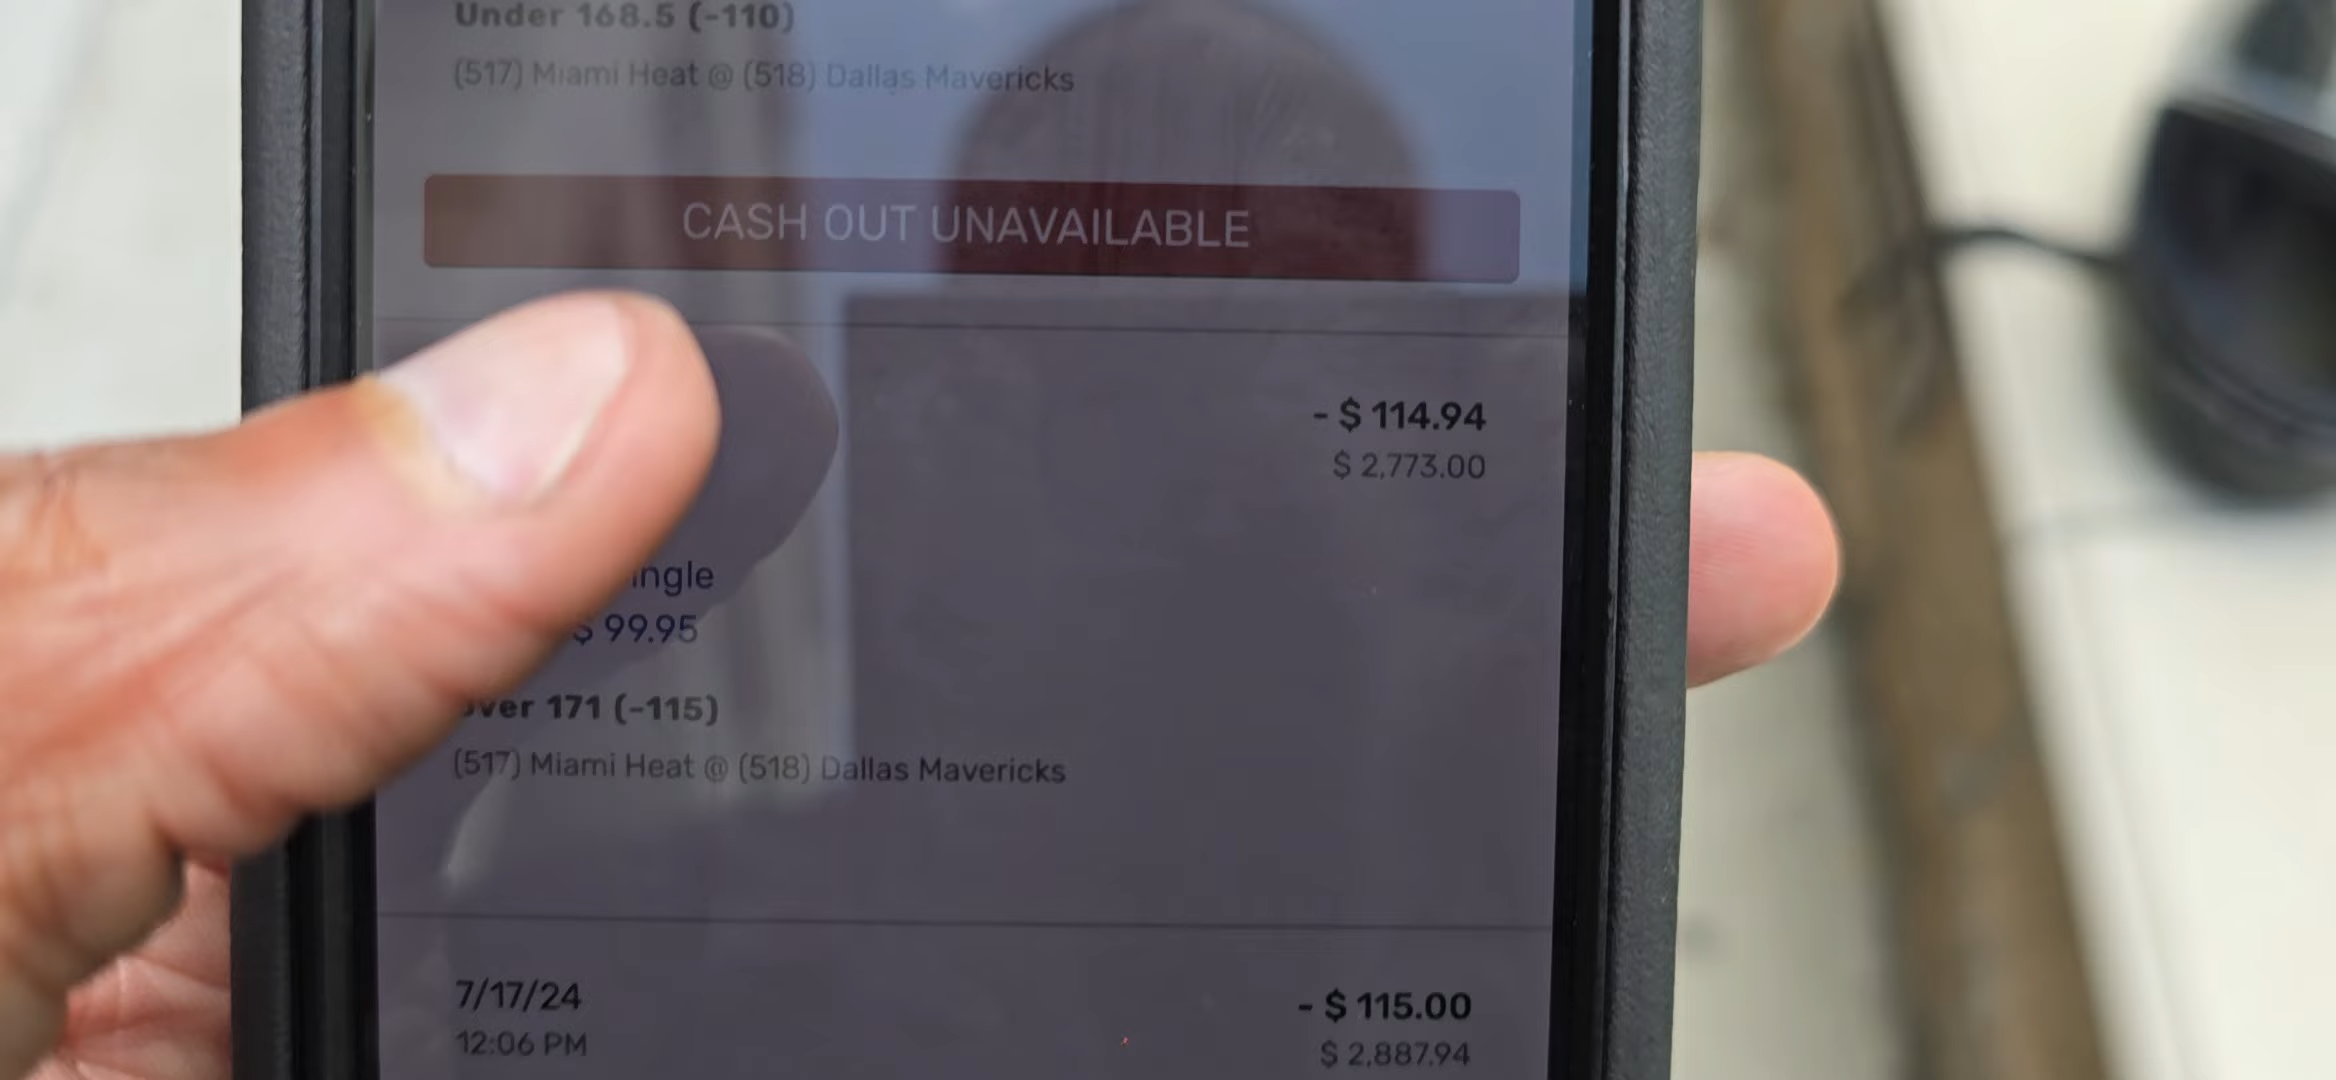 Under 168.5 (-110)
(517) Miami Heat @ (518) Dallas Mavericks
CASH OUT UNAVAILABLE
- $ 114.94
$ 2,773.00
ingle
$ 99.95
over 171 (-115)
(517) Miami Heat @ (518) Dallas Mavericks
7/17/24
- $ 115.00
12:06 PM
$ 2,887.94